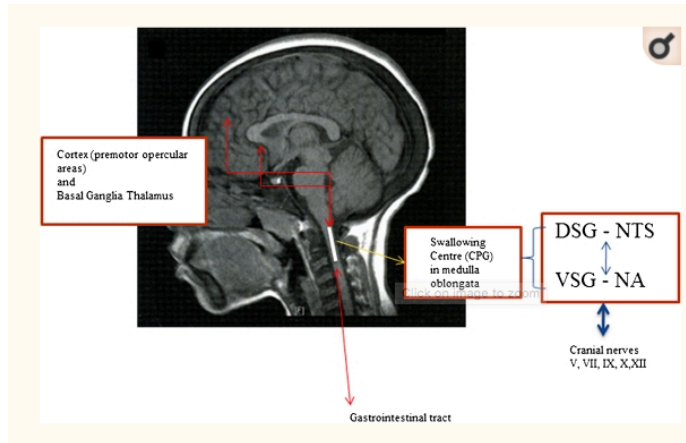 Cortex (premotor opercular
areas)
and
Basal Ganglia Thalamus
Swallowing
Centre (CPG)
in medulla
oblongata
Click on image to zoom
DSG - NTS
VSG - NA
Cranial nerves
V, VII, IX, X,XII
Gastrointestinal tract